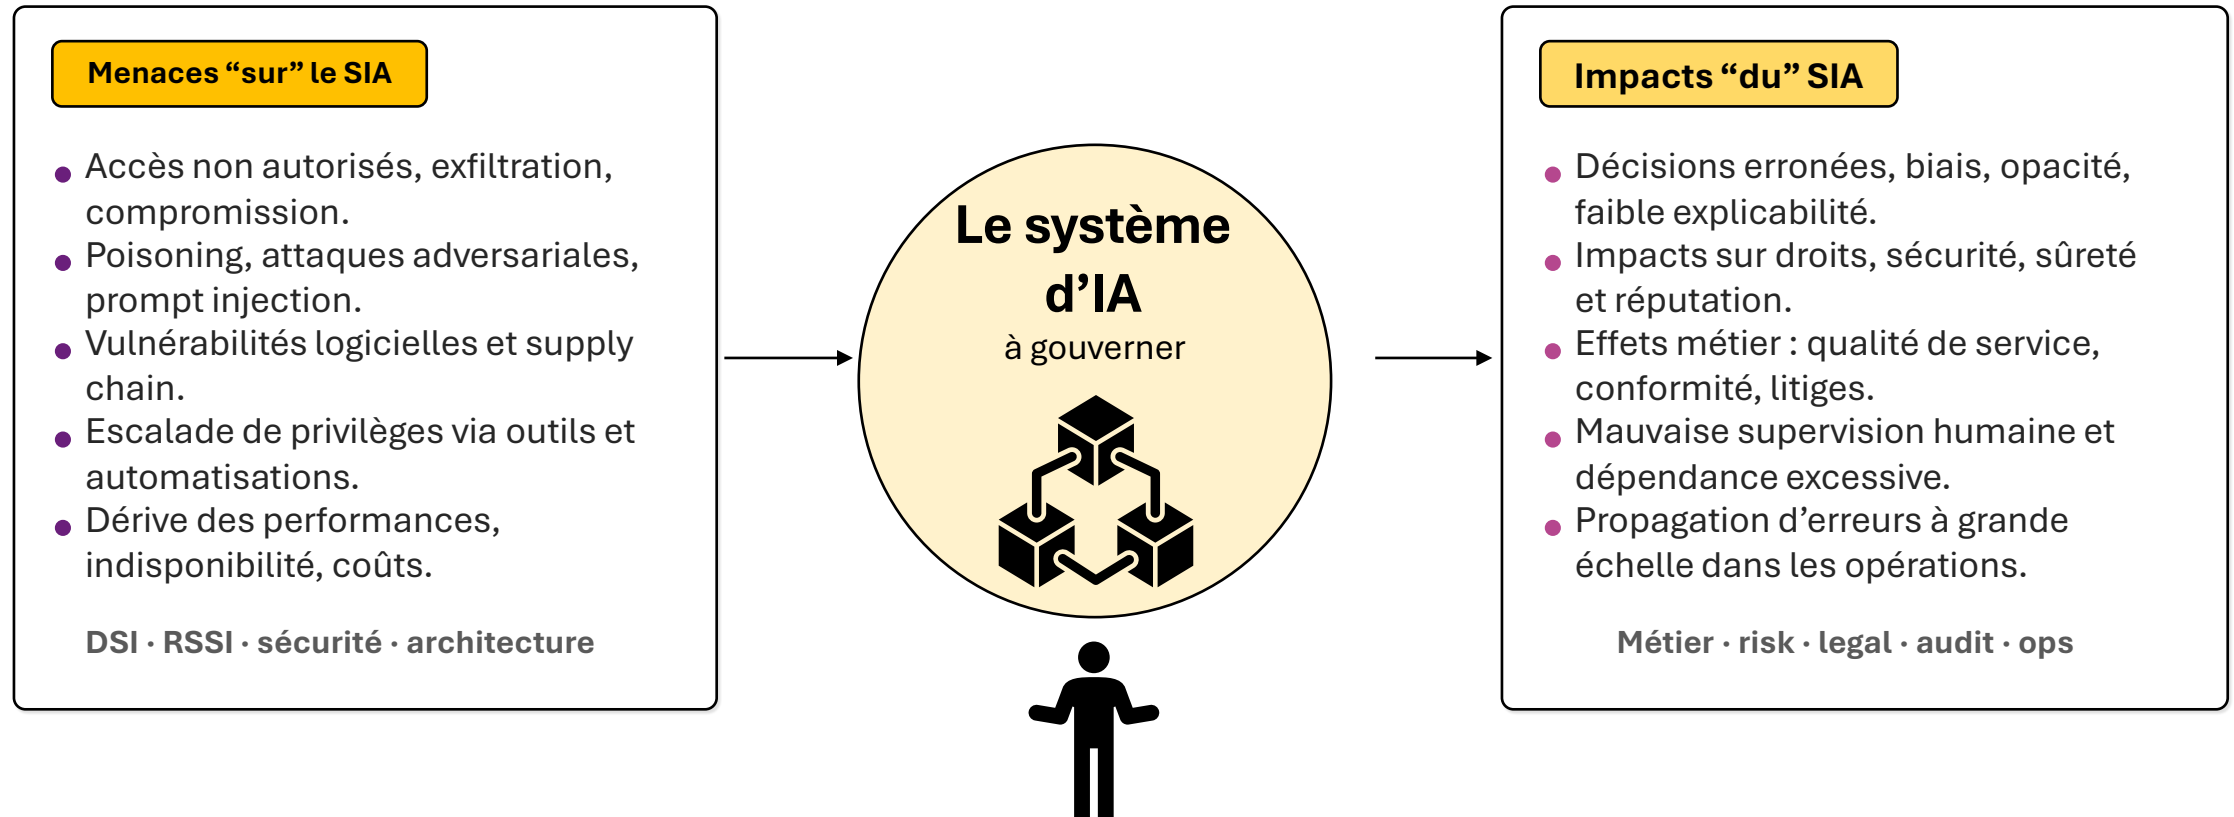 Menaces “sur” le SIA
Accès non autorisés, exfiltration,
compromission.
Poisoning, attaques adversariales,
prompt injection.
Vulnérabilités logicielles et supply
chain.
Escalade de privilèges via outils et
automatisations.
Dérive des performances,
indisponibilité, coûts.
DSI · RSSI · sécurité · architecture
Le système
d’IA
à gouverner
Impacts “du” SIA
Décisions erronées, biais, opacité,
faible explicabilité.
Impacts sur droits, sécurité, sûreté
et réputation.
Effets métier : qualité de service,
conformité, litiges.
Mauvaise supervision humaine et
dépendance excessive.
Propagation d’erreurs à grande
échelle dans les opérations.
Métier · risk · legal · audit · ops